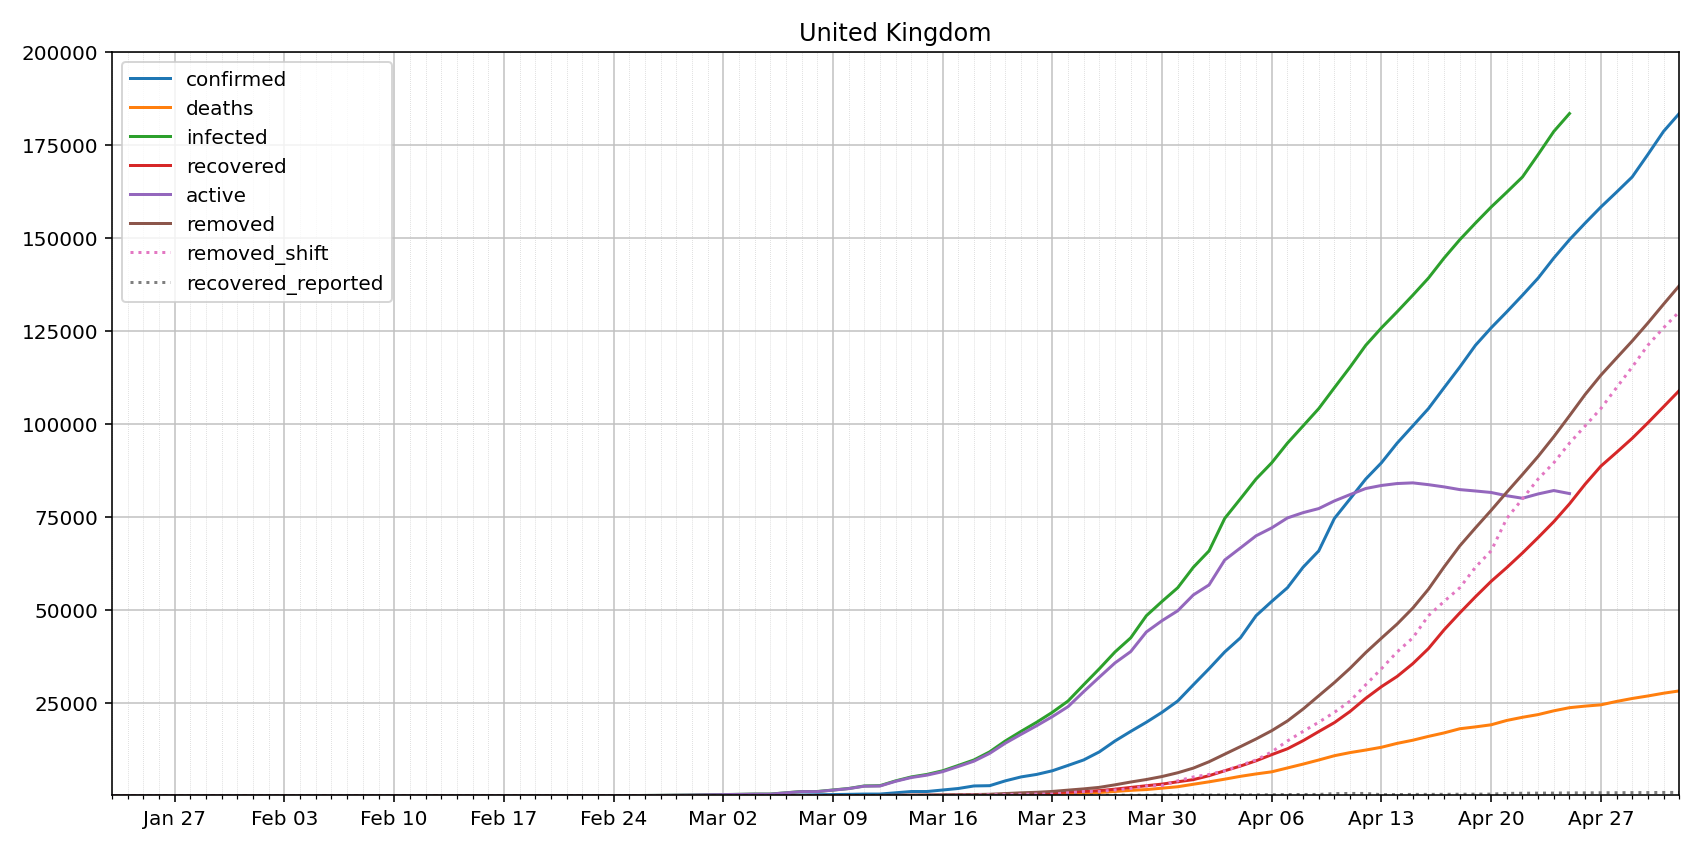 United Kingdom
200000
175000
150000
125000
100000
75000
50000
25000
confirmed
deaths
infected
recovered
active
removed
removed_shift
recovered_reported
Jan 27 Feb 03 Feb 10 Feb 17 Feb 24 Mar 02 Mar 09 Mar 16 Mar 23 Mar 30 Apr 06 Apr 13 Apr 20 Apr 27